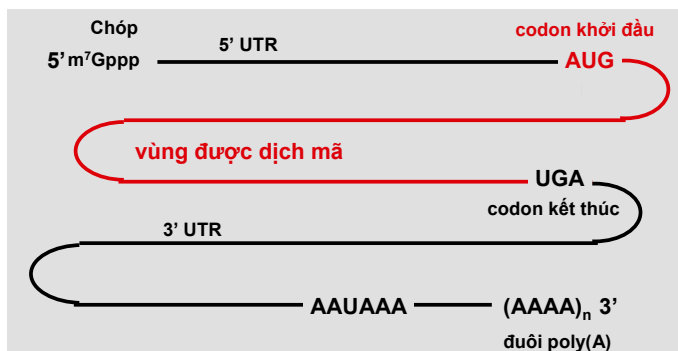 Chóp
5' UTR
codon khởi đầu
5' m⁷Gppp
AUG
vùng được dịch mã
UGA
codon kết thúc
3' UTR
AAUAAA
(AAAA)ₙ 3'
đuôi poly(A)